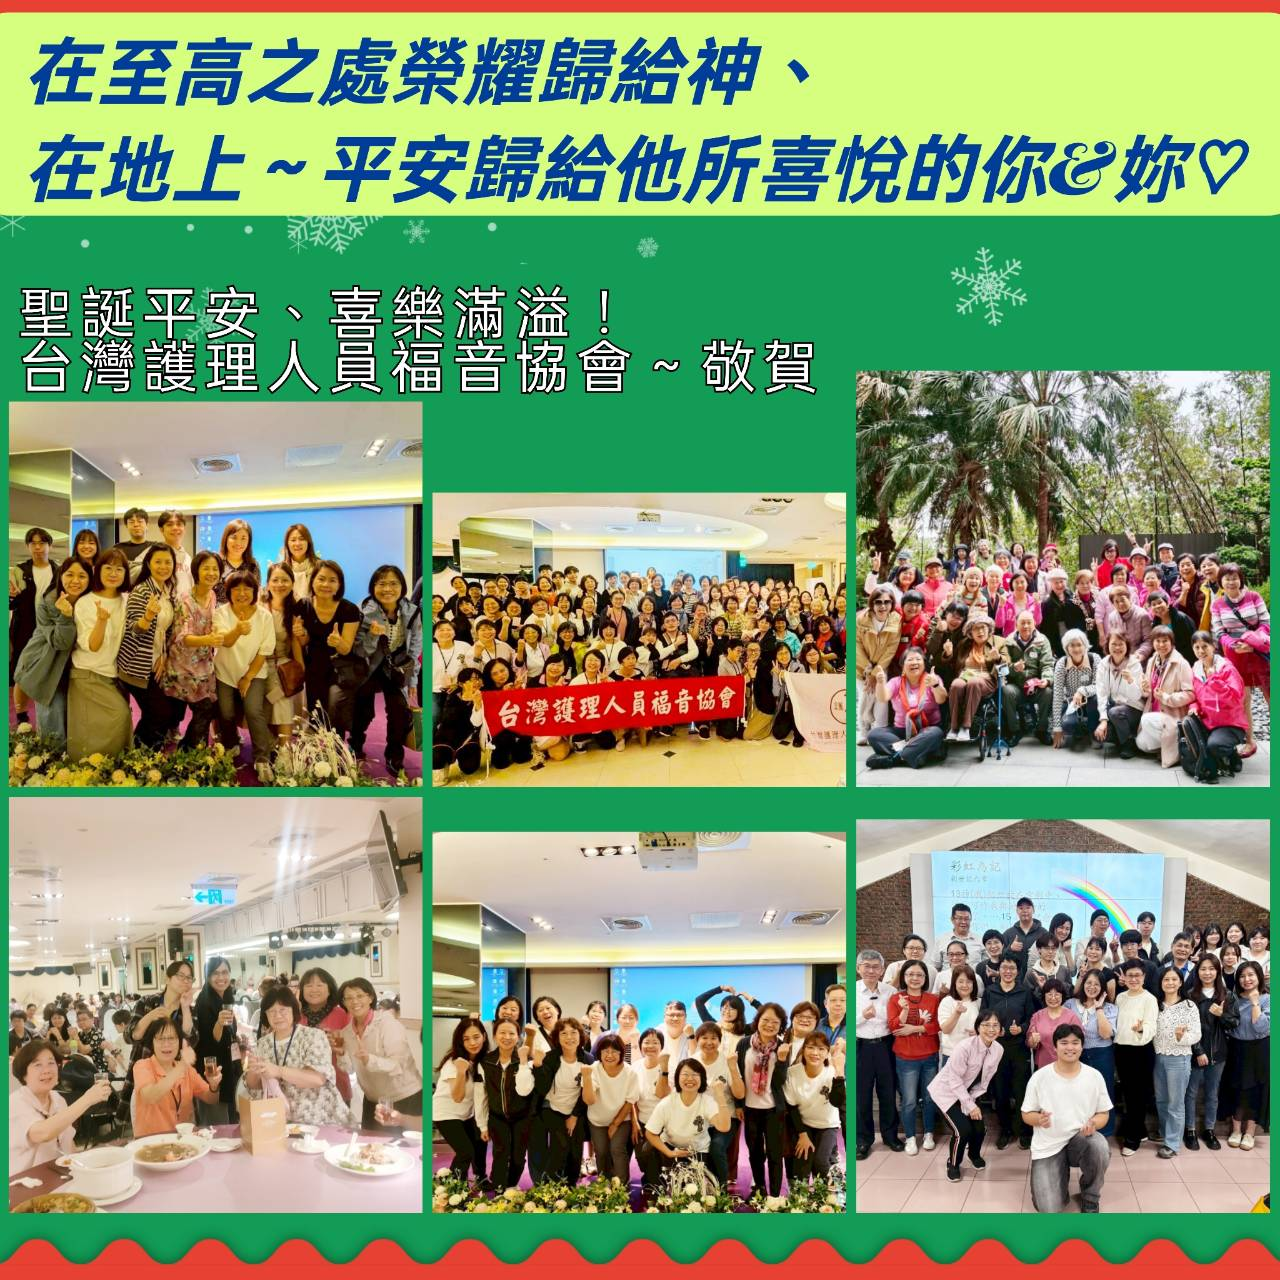 在至高之處榮耀歸給神、
在地上~平安歸給他所喜悅的你&妳♡
聖誕平安、喜樂滿溢！
台灣護理人員福音協會~敬賀
台灣護理人員福音協會
彩虹為記